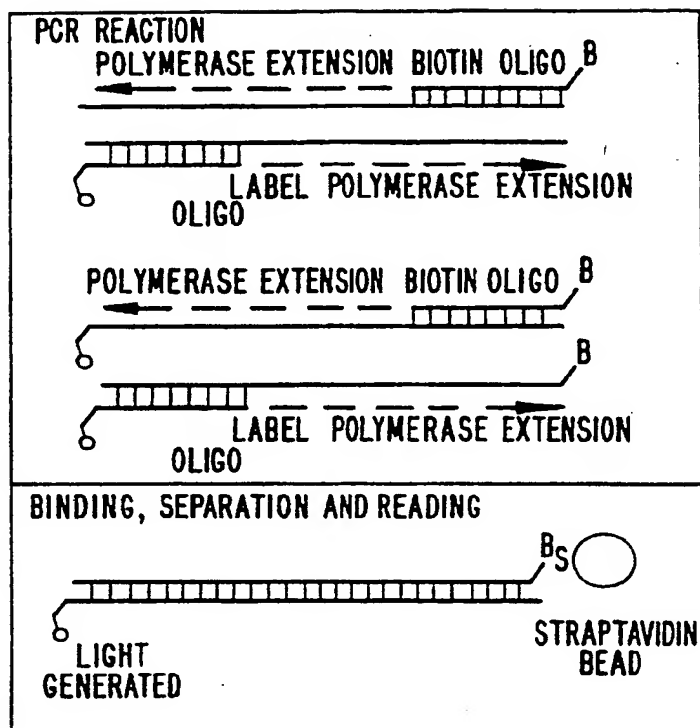 PCR REACTION
POLYMERASE EXTENSION BIOTIN OLIGO B
LABEL POLYMERASE EXTENSION
OLIGO
POLYMERASE EXTENSION BIOTIN OLIGO B
B
LABEL POLYMERASE EXTENSION
OLIGO
BINDING, SEPARATION AND READING
B S
LIGHT
GENERATED
STRAPTAVIDIN
BEAD